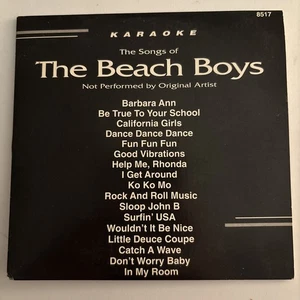 8517
KARAOKE
The Songs of
The Beach Boys
Not Performed by Original Artist
Barbara Ann
Be True To Your School
California Girls
Dance Dance Dance
Fun Fun Fun
Good Vibrations
Help Me, Rhonda
I Get Around
Ko Ko Mo
Rock And Roll Music
Sloop John B
Surfin' USA
Wouldn't It Be Nice
Little Deuce Coupe
Catch A Wave
Don't Worry Baby
In My Room